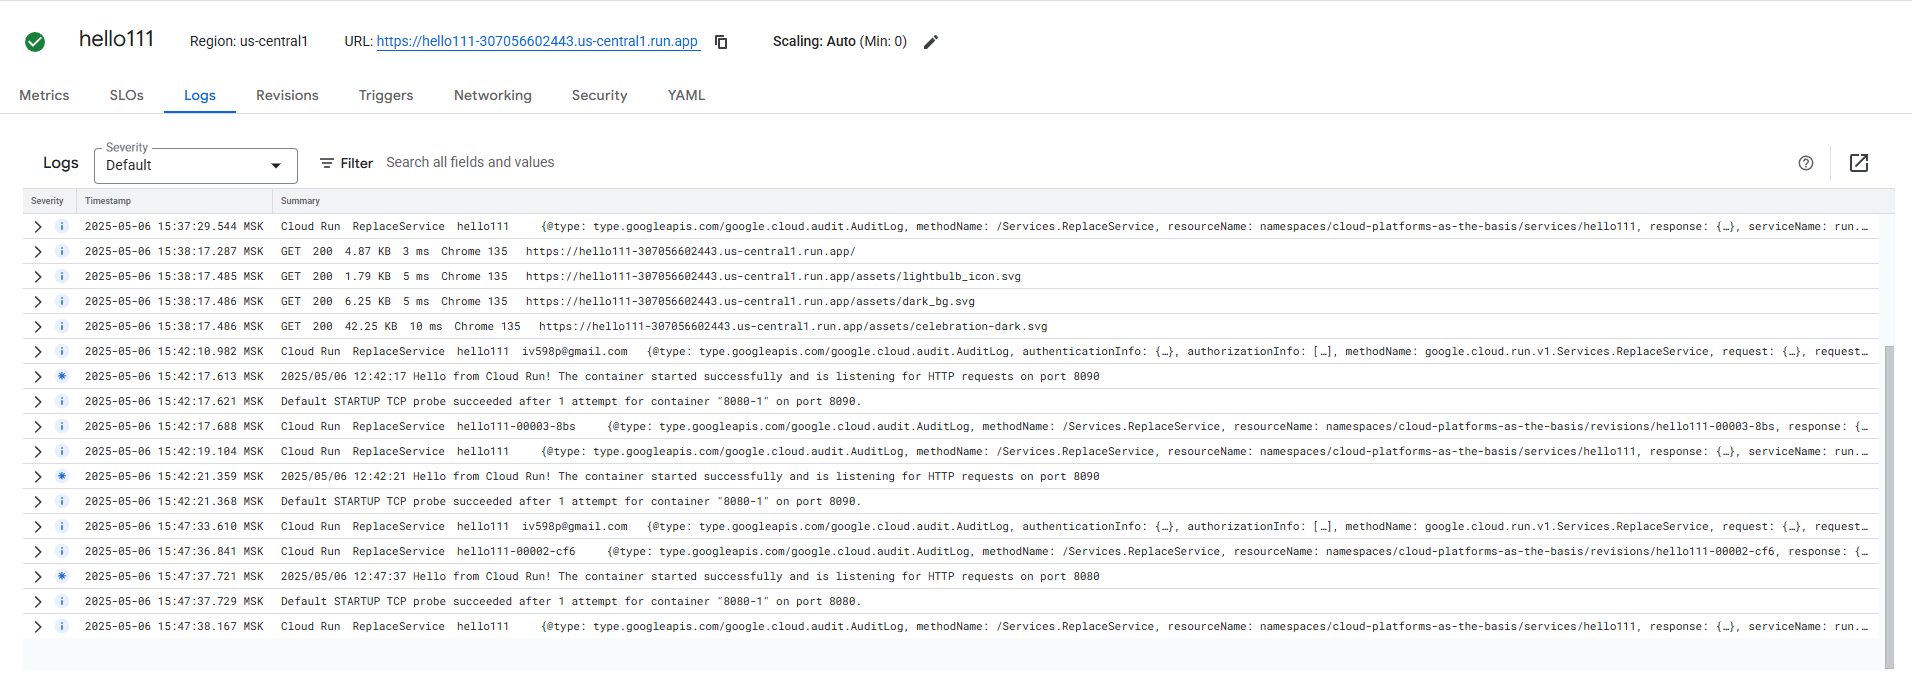 hello111 Region: us-central1 URL: https://hello111-307056602443.us-central1.run.app Scaling: Auto (Min: 0)
Metrics SLOs Logs Revisions Triggers Networking Security YAML
Logs Severity Default Filter Search all fields and values
Severity Timestamp Summary
2025-05-06 15:37:29.544 MSK Cloud Run ReplaceService hello111 {@type: type.googleapis.com/google.cloud.audit.AuditLog, methodName: /Services.ReplaceService, resourceName: namespaces/cloud-platforms-as-the-basis/services/hello111, response: {…}, serviceName: run.…
2025-05-06 15:38:17.287 MSK GET 200 4.87 KB 3 ms Chrome 135 https://hello111-307056602443.us-central1.run.app/
2025-05-06 15:38:17.485 MSK GET 200 1.79 KB 5 ms Chrome 135 https://hello111-307056602443.us-central1.run.app/assets/lightbulb_icon.svg
2025-05-06 15:38:17.486 MSK GET 200 6.25 KB 5 ms Chrome 135 https://hello111-307056602443.us-central1.run.app/assets/dark_bg.svg
2025-05-06 15:38:17.486 MSK GET 200 42.25 KB 10 ms Chrome 135 https://hello111-307056602443.us-central1.run.app/assets/celebration-dark.svg
2025-05-06 15:42:10.982 MSK Cloud Run ReplaceService hello111 iv598p@gmail.com {@type: type.googleapis.com/google.cloud.audit.AuditLog, authenticationInfo: {…}, authorizationInfo: […], methodName: google.cloud.run.v1.Services.ReplaceService, request: {…}, request…
2025-05-06 15:42:17.613 MSK 2025/05/06 12:42:17 Hello from Cloud Run! The container started successfully and is listening for HTTP requests on port 8090
2025-05-06 15:42:17.621 MSK Default STARTUP TCP probe succeeded after 1 attempt for container "8080-1" on port 8090.
2025-05-06 15:42:17.688 MSK Cloud Run ReplaceService hello111-00003-8bs {@type: type.googleapis.com/google.cloud.audit.AuditLog, methodName: /Services.ReplaceService, resourceName: namespaces/cloud-platforms-as-the-basis/revisions/hello111-00003-8bs, response: {…
2025-05-06 15:42:19.104 MSK Cloud Run ReplaceService hello111 {@type: type.googleapis.com/google.cloud.audit.AuditLog, methodName: /Services.ReplaceService, resourceName: namespaces/cloud-platforms-as-the-basis/services/hello111, response: {…}, serviceName: run.…
2025-05-06 15:42:21.359 MSK 2025/05/06 12:42:21 Hello from Cloud Run! The container started successfully and is listening for HTTP requests on port 8090
2025-05-06 15:42:21.368 MSK Default STARTUP TCP probe succeeded after 1 attempt for container "8080-1" on port 8090.
2025-05-06 15:47:33.610 MSK Cloud Run ReplaceService hello111 iv598p@gmail.com {@type: type.googleapis.com/google.cloud.audit.AuditLog, authenticationInfo: {…}, authorizationInfo: […], methodName: google.cloud.run.v1.Services.ReplaceService, request: {…}, request…
2025-05-06 15:47:36.841 MSK Cloud Run ReplaceService hello111-00002-cf6 {@type: type.googleapis.com/google.cloud.audit.AuditLog, methodName: /Services.ReplaceService, resourceName: namespaces/cloud-platforms-as-the-basis/revisions/hello111-00002-cf6, response: {…
2025-05-06 15:47:37.721 MSK 2025/05/06 12:47:37 Hello from Cloud Run! The container started successfully and is listening for HTTP requests on port 8080
2025-05-06 15:47:37.729 MSK Default STARTUP TCP probe succeeded after 1 attempt for container "8080-1" on port 8080.
2025-05-06 15:47:38.167 MSK Cloud Run ReplaceService hello111 {@type: type.googleapis.com/google.cloud.audit.AuditLog, methodName: /Services.ReplaceService, resourceName: namespaces/cloud-platforms-as-the-basis/services/hello111, response: {…}, serviceName: run.…